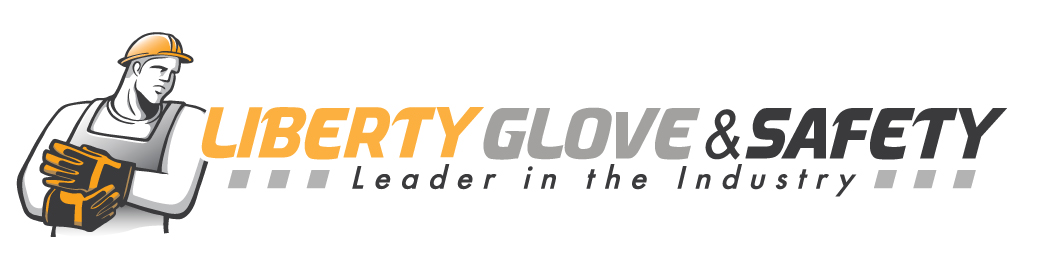 LIBERTY GLOVE & SAFETY
Leader in the Industry